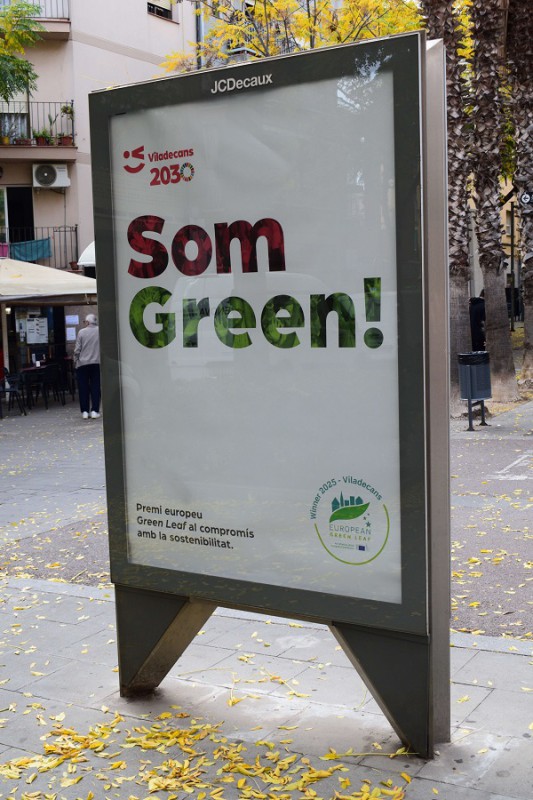 JCDecaux
Viladecans
2030
Som
Green!
Premi europeu
Green Leaf al compromís
amb la sostenibilitat.
Winner 2025 - Viladecans
EUROPEAN
GREEN LEAF